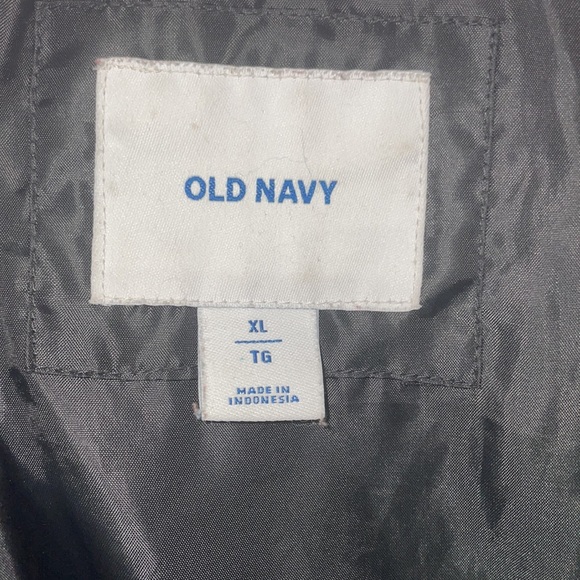 OLD NAVY
XL
TG
MADE IN
INDONESIA